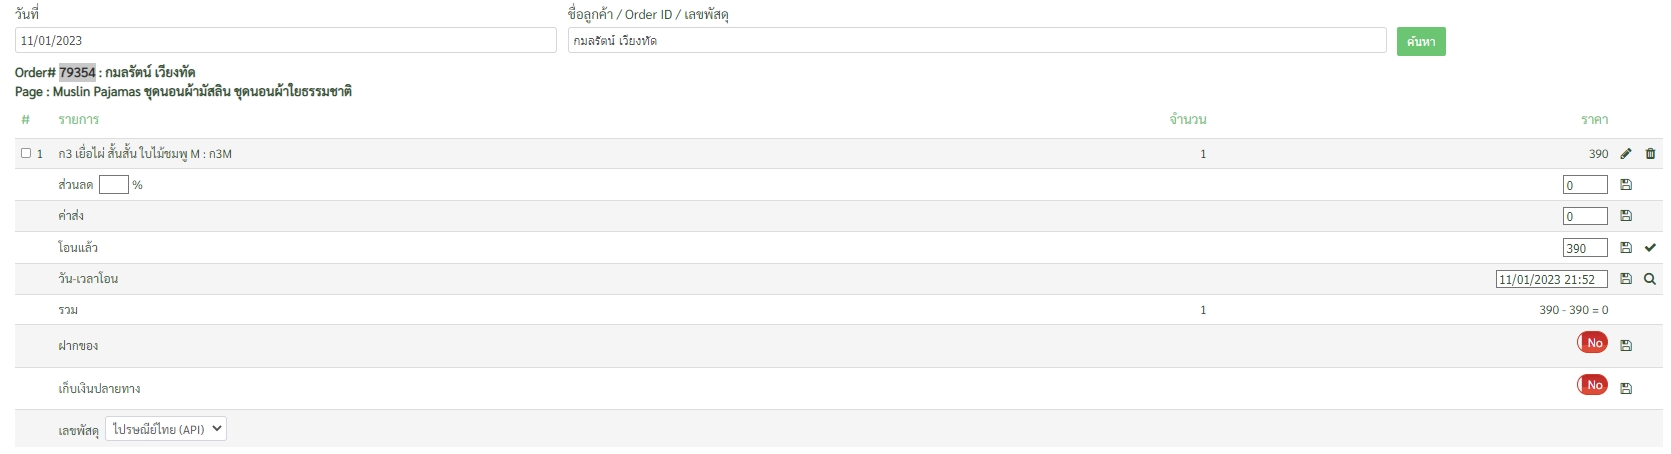 วันที่ ชื่อลูกค้า / Order ID / เลขพัสดุ
11/01/2023 กมลรัตน์ เวียงทัด ค้นหา
Order# 79354 : กมลรัตน์ เวียงทัด
Page : Muslin Pajamas ชุดนอนผ้ามัสลิน ชุดนอนผ้าใยธรรมชาติ
# รายการ จำนวน ราคา
1 ก3 เยื่อไผ่ สั้นสั้น ใบไม้ชมพู M : ก3M 1 390
ส่วนลด % 0
ค่าส่ง 0
โอนแล้ว 390
วัน-เวลาโอน 11/01/2023 21:52
รวม 1 390 - 390 = 0
ฝากของ No
เก็บเงินปลายทาง No
เลขพัสดุ ไปรษณีย์ไทย (API)